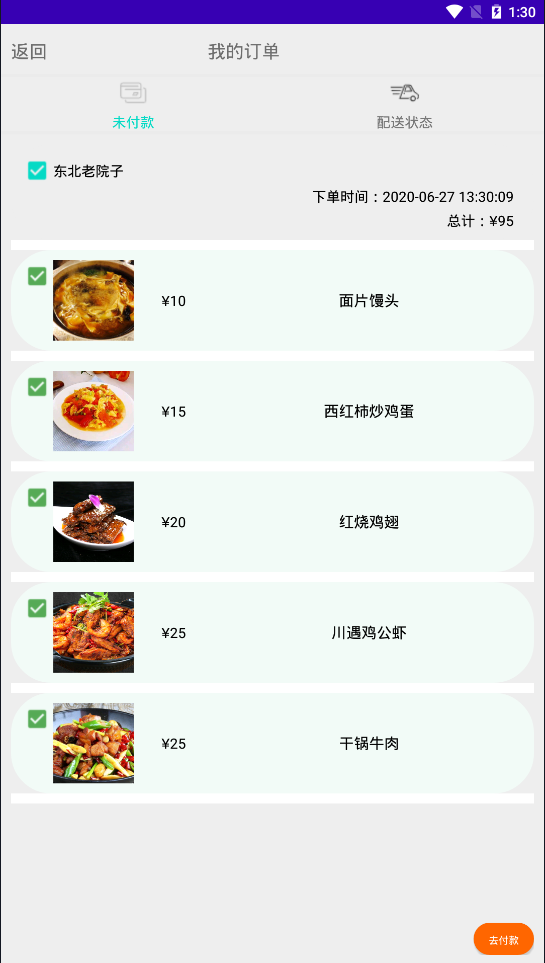 1:30
返回 我的订单
未付款 配送状态
东北老院子
下单时间：2020-06-27 13:30:09
总计：¥95
¥10 面片馒头
¥15 西红柿炒鸡蛋
¥20 红烧鸡翅
¥25 川遇鸡公虾
¥25 干锅牛肉
去付款